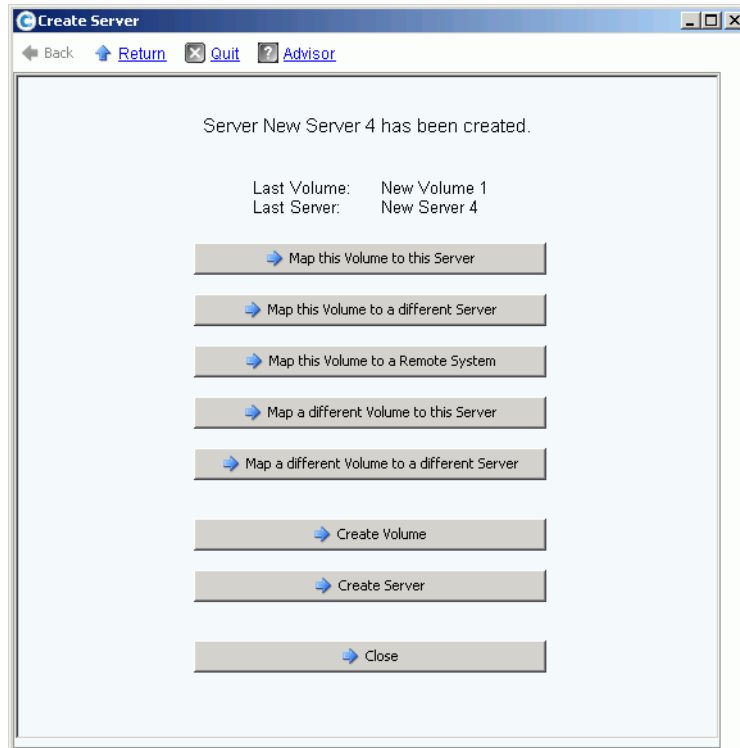 Create Server
Back Return Quit ? Advisor
Server New Server 4 has been created.
Last Volume: New Volume 1
Last Server: New Server 4
Map this Volume to this Server
Map this Volume to a different Server
Map this Volume to a Remote System
Map a different Volume to this Server
Map a different Volume to a different Server
Create Volume
Create Server
Close